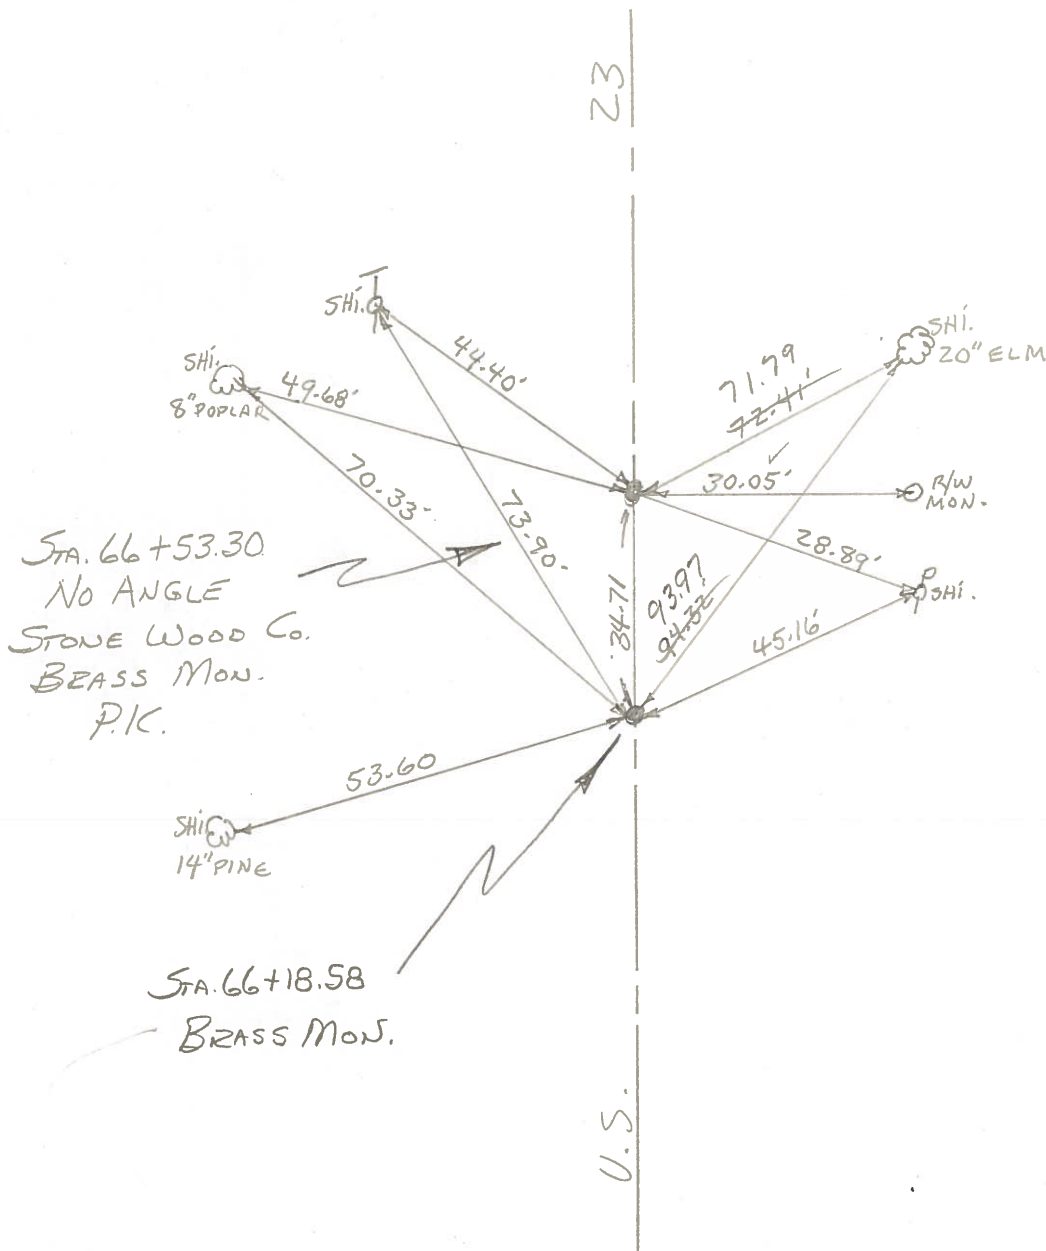 23
SHi.
SHi.
8" POPLAR
49.68'
44.40'
71.79
72.41'
SHi.
20" ELM
30.05'
R/W
MON.
28.89'
SHi.
70.33'
73.90'
34.71
93.97
94.32'
45.16'
STA. 66+53.30
NO ANGLE
STONE WOOD CO.
BRASS MON.
P.K.
53.60
SHi.
14" PINE
STA. 66+18.58
BRASS MON.
U.S.